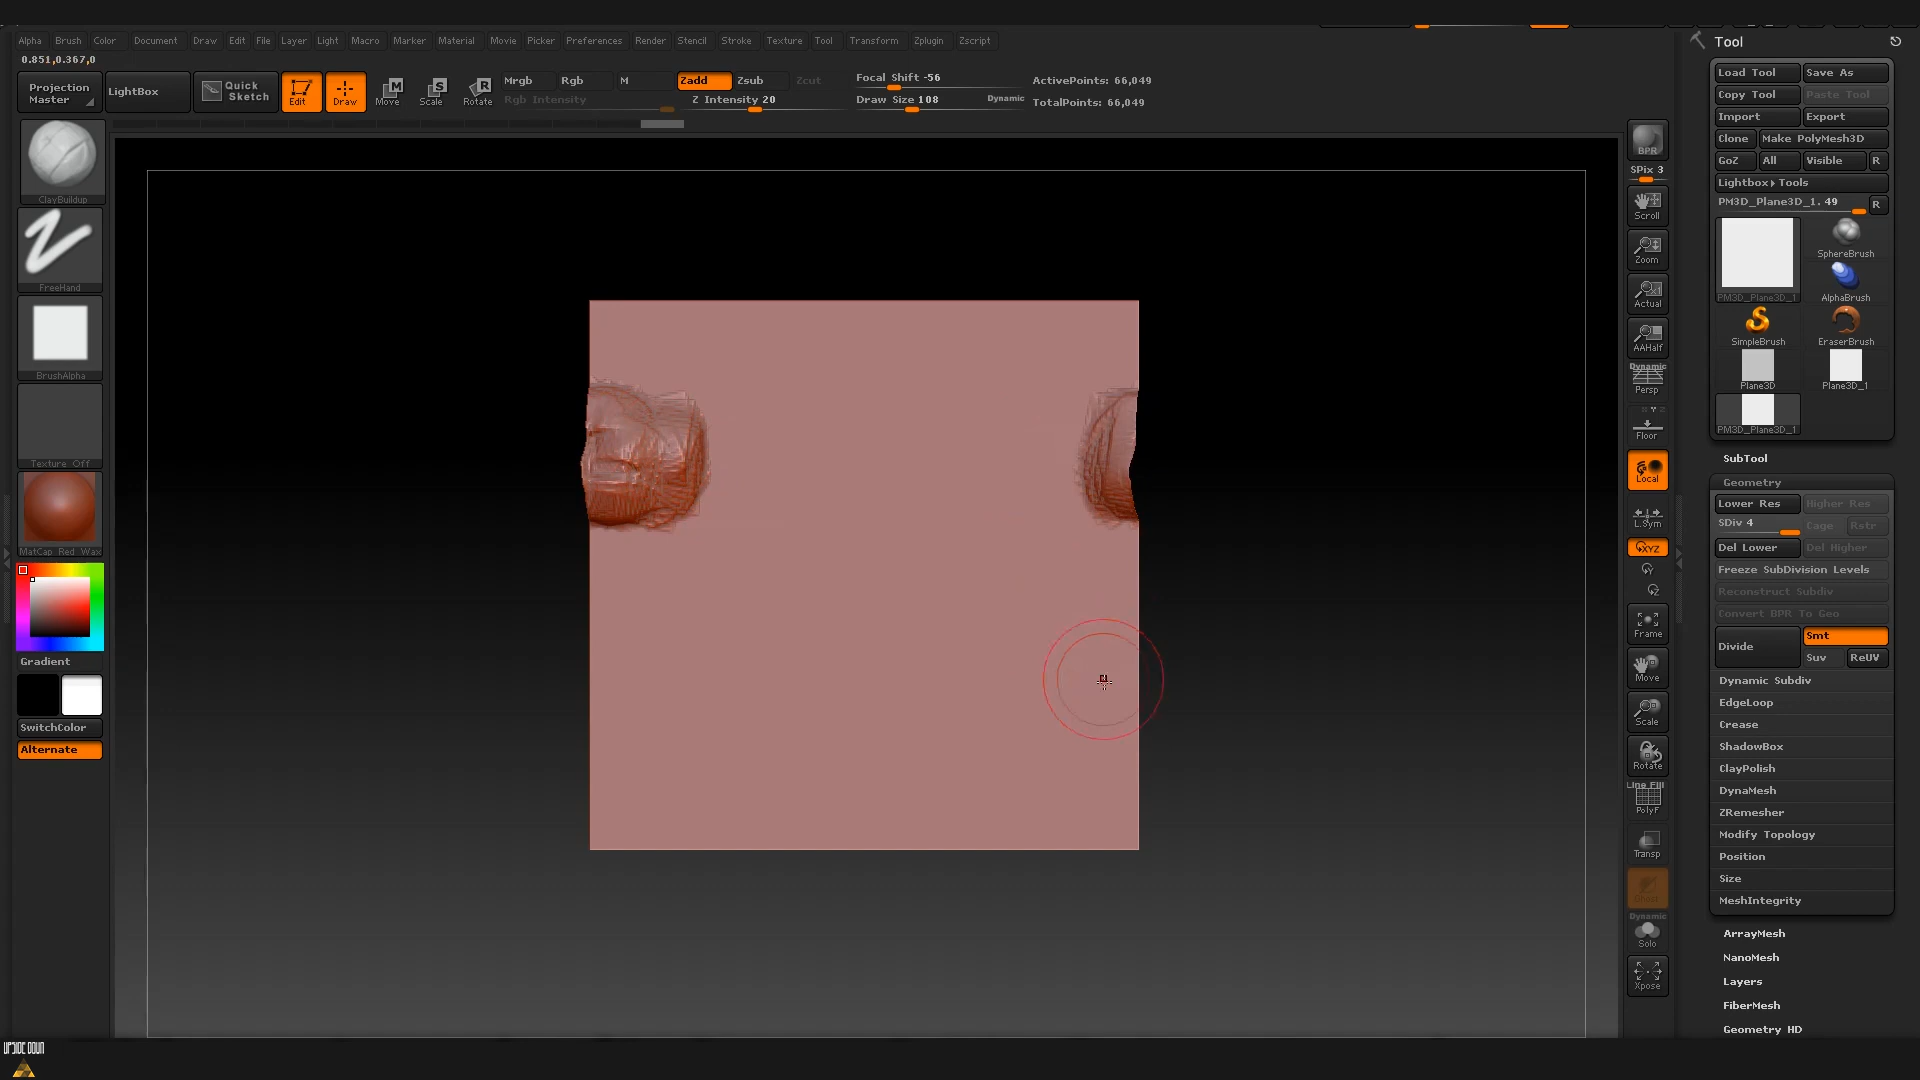 Alpha Brush Color Document Draw Edit File Layer Light Macro Marker Material Movie Picker Preferences Render Stencil Stroke Texture Tool Transform Zplugin Zscript
0.851,0.367,0
Projection Master
LightBox
Quick Sketch
Edit
Draw
Move
Scale
Rotate
Mrgb Rgb M
Rgb Intensity
Zadd Zsub Zcut
Z Intensity 20
Focal Shift -56
Draw Size 108
Dynamic
ActivePoints: 66,049
TotalPoints: 66,049
ClayBuildup
FreeHand
BrushAlpha
Texture Off
MatCap Red Wax
Gradient
SwitchColor
Alternate
UPSIDE DOWN
BPR
SPix 3
Scroll
Zoom
Actual
AAHalf
Dynamic
Persp
Floor
Local
L.Sym
XYZ
Y
Z
Frame
Move
Scale
Rotate
Line Fill
PolyF
Transp
Ghost
Dynamic
Solo
Xpose
Tool
Load Tool Save As
Copy Tool Paste Tool
Import Export
Clone Make PolyMesh3D
GoZ All Visible R
Lightbox▸Tools
PM3D_Plane3D_1. 49 R
PM3D_Plane3D_1
SphereBrush
AlphaBrush
SimpleBrush
EraserBrush
Plane3D
Plane3D_1
PM3D_Plane3D_1
SubTool
Geometry
Lower Res Higher Res
SDiv 4 Cage Rstr
Del Lower Del Higher
Freeze SubDivision Levels
Reconstruct Subdiv
Convert BPR To Geo
Divide
Smt
Suv ReUV
Dynamic Subdiv
EdgeLoop
Crease
ShadowBox
ClayPolish
DynaMesh
ZRemesher
Modify Topology
Position
Size
MeshIntegrity
ArrayMesh
NanoMesh
Layers
FiberMesh
Geometry HD